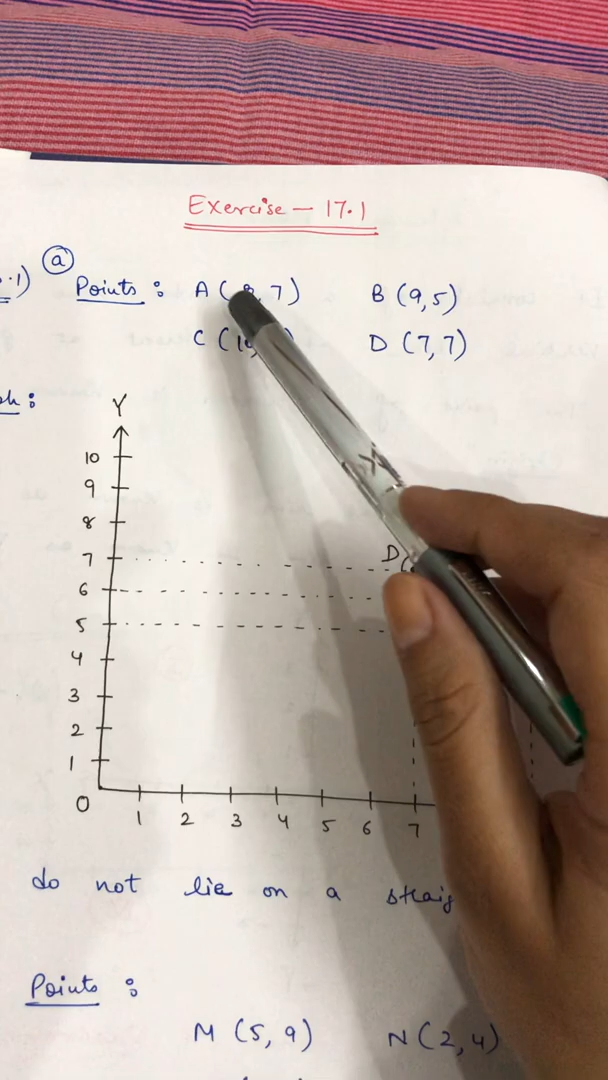 Exercise – 17.1
.1) (a) Points : A ( , 7) B (9,5)
C (1 D (7,7)
Y
10
9
8
7 D
6
5
4
3
2
1
O 1 2 3 4 5 6 7
do not lie on a
Points :
M (5, 9) N(2, 4)